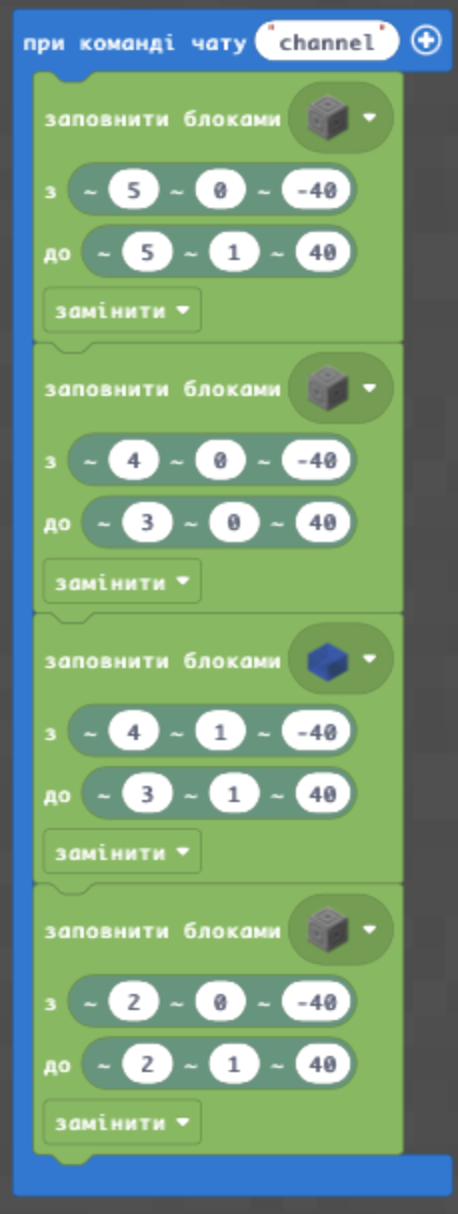 при команді чату "channel"
заповнити блоками
з ~ 5 ~ 0 ~ -40
до ~ 5 ~ 1 ~ 40
замінити
заповнити блоками
з ~ 4 ~ 0 ~ -40
до ~ 3 ~ 0 ~ 40
замінити
заповнити блоками
з ~ 4 ~ 1 ~ -40
до ~ 3 ~ 1 ~ 40
замінити
заповнити блоками
з ~ 2 ~ 0 ~ -40
до ~ 2 ~ 1 ~ 40
замінити